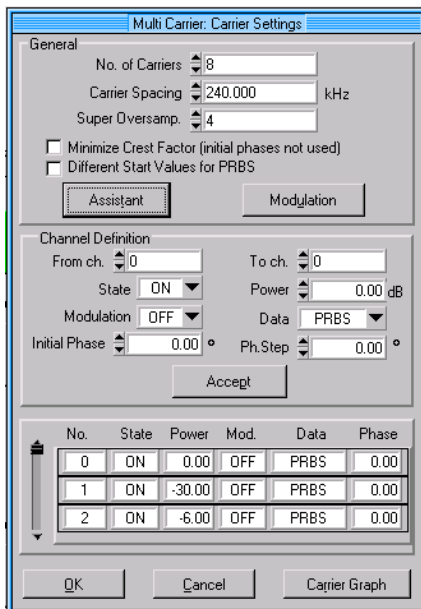 Multi Carrier: Carrier Settings
General
No. of Carriers 8
Carrier Spacing 240.000 kHz
Super Oversamp. 4
Minimize Crest Factor (initial phases not used)
Different Start Values for PRBS
Assistant Modulation
Channel Definition
From ch. 0 To ch. 0
State ON Power 0.00 dB
Modulation OFF Data PRBS
Initial Phase 0.00 ° Ph.Step 0.00 °
Accept
No. State Power Mod. Data Phase
0 ON 0.00 OFF PRBS 0.00
1 ON -30.00 OFF PRBS 0.00
2 ON -6.00 OFF PRBS 0.00
OK Cancel Carrier Graph